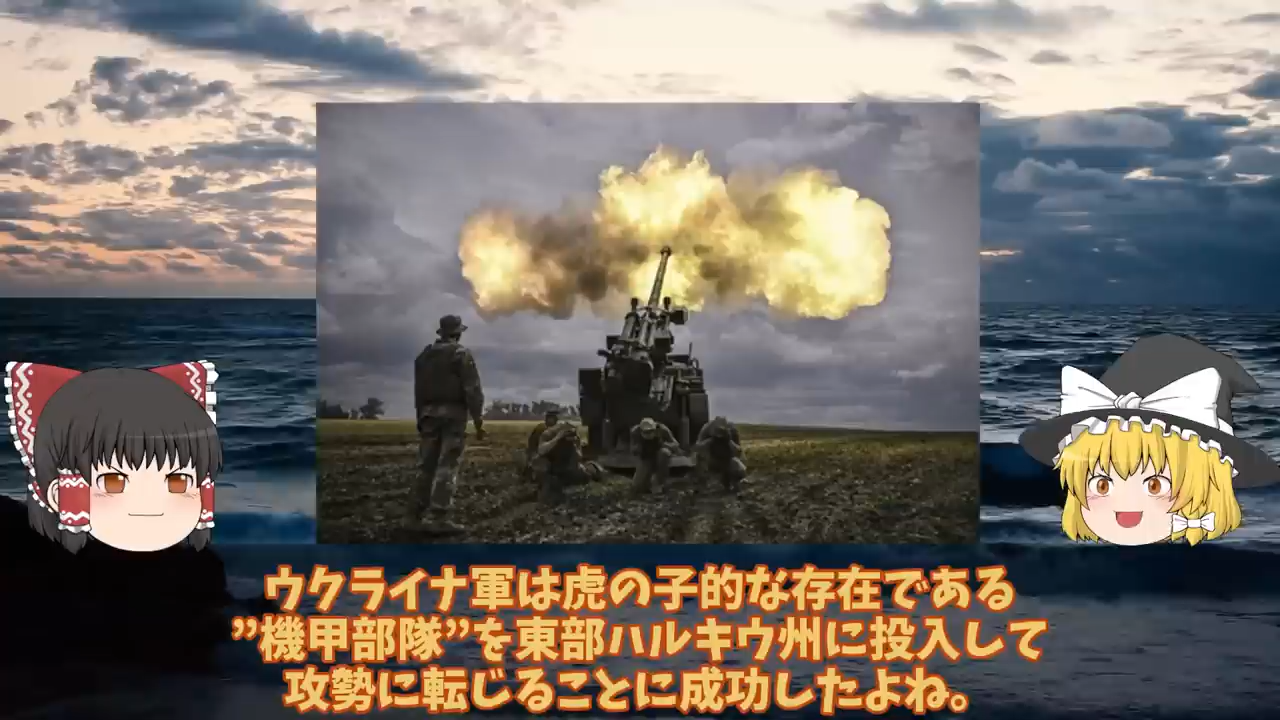 ウクライナ軍は虎の子的な存在である
”機甲部隊”を東部ハルキウ州に投入して
攻勢に転じることに成功したよね。